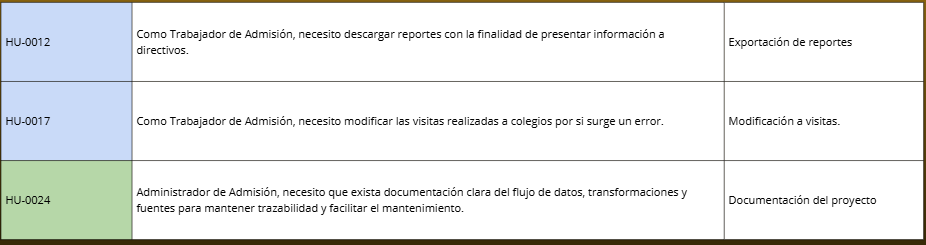 HU-0012
Como Trabajador de Admisión, necesito descargar reportes con la finalidad de presentar información a
directivos.
Exportación de reportes
HU-0017
Como Trabajador de Admisión, necesito modificar las visitas realizadas a colegios por si surge un error.
Modificación a visitas.
HU-0024
Administrador de Admisión, necesito que exista documentación clara del flujo de datos, transformaciones y
fuentes para mantener trazabilidad y facilitar el mantenimiento.
Documentación del proyecto